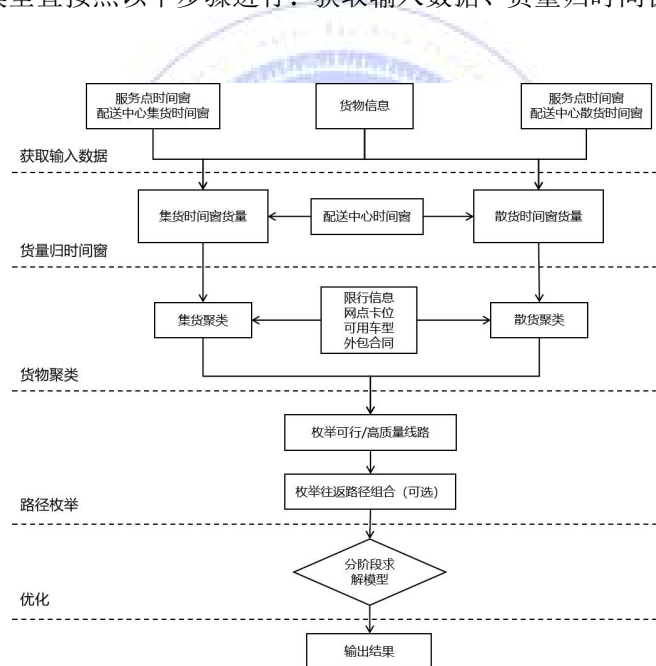 类型直接照以下步骤进行：获取输入数据、货量归时间窗
服务点时间窗
配送中心集货时间窗
货物信息
服务点时间窗
配送中心散货时间窗
获取输入数据
集货时间窗货量
配送中心时间窗
散货时间窗货量
货量归时间窗
集货聚类
限行信息
网点卡位
可用车型
外包合同
散货聚类
货物聚类
枚举可行/高质量线路
枚举往返路径组合（可选）
路径枚举
分阶段求
解模型
优化
输出结果